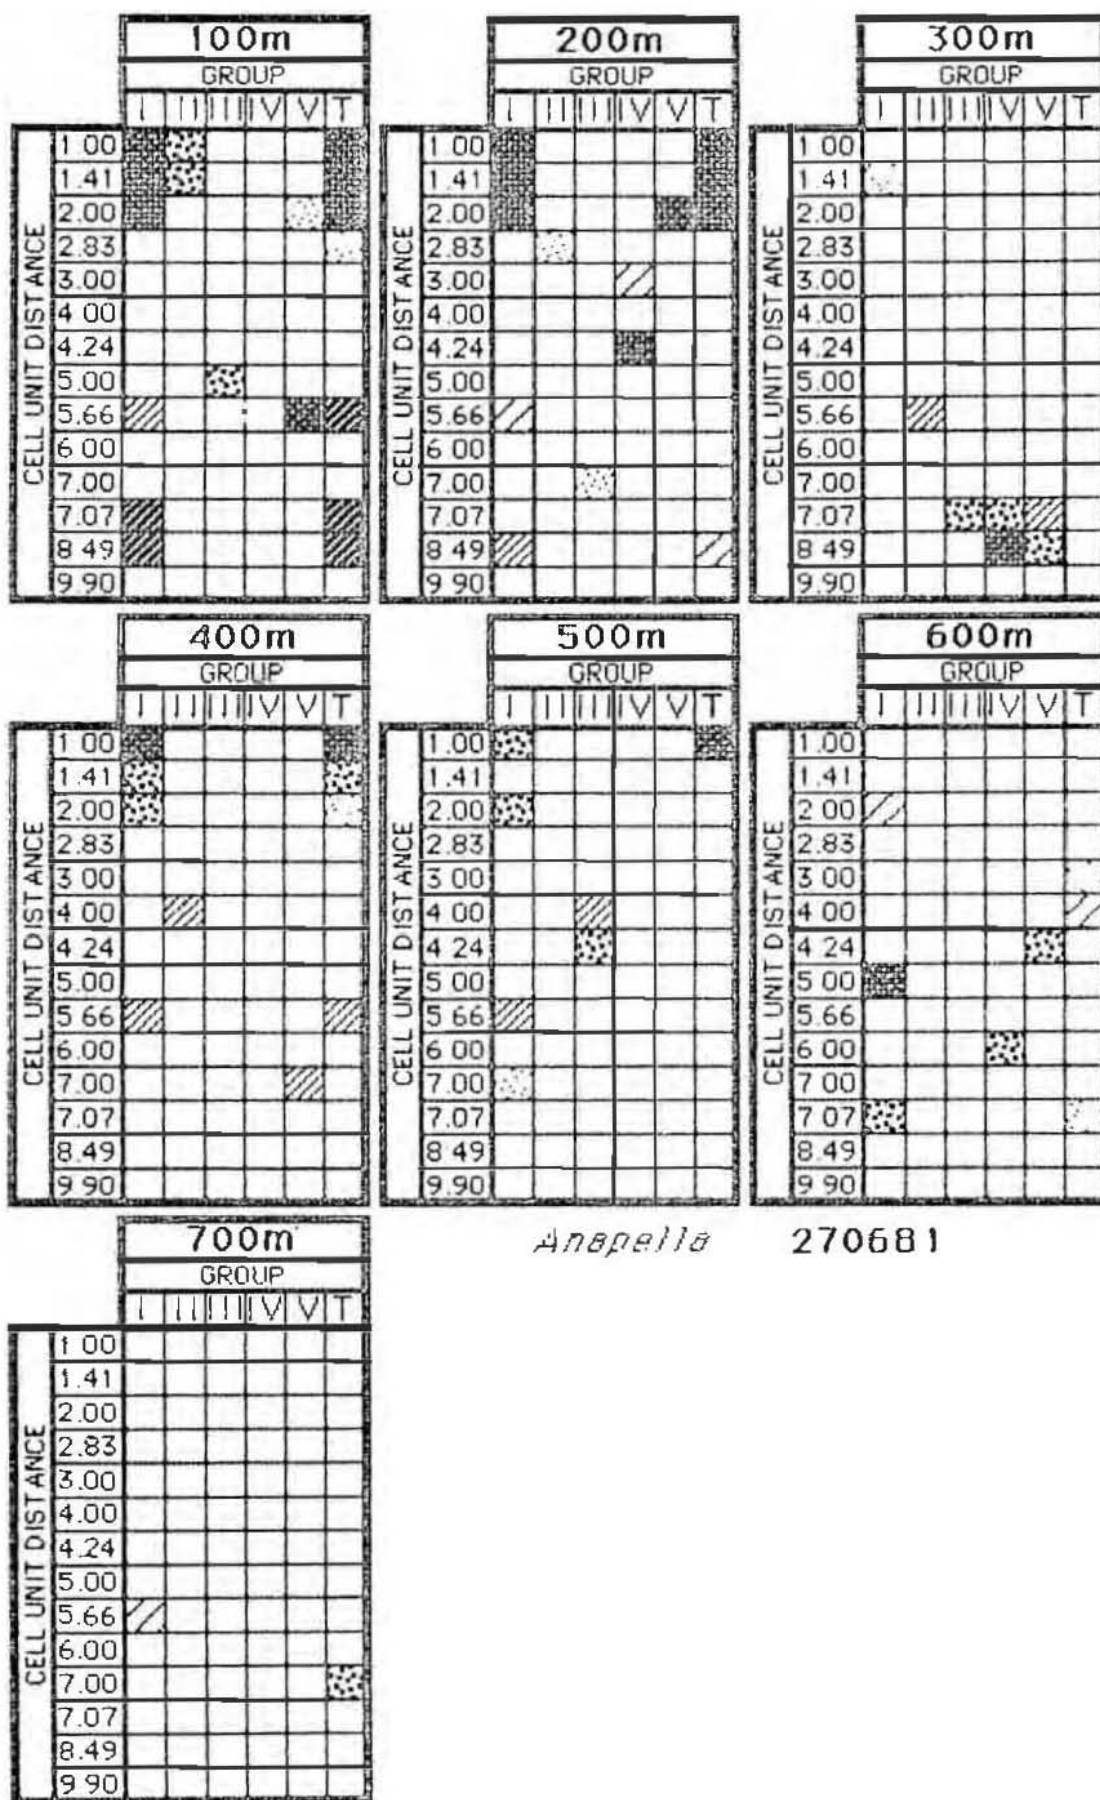 100m 200m 300m
GROUP GROUP GROUP
I II III IV V T I II III IV V T I II III IV V T
CELL UNIT DISTANCE CELL UNIT DISTANCE CELL UNIT DISTANCE
1 00 1 00 1.00
1.41 1.41 1.41
2.00 2.00 2.00
2.83 2.83 2.83
3.00 3.00 3.00
4 00 4.00 4.00
4.24 4.24 4.24
5.00 5.00 5.00
5.66 5.66 5.66
6 00 6 00 6.00
7.00 7.00 7.00
7.07 7.07 7.07
8 49 8 49 8 49
9.90 9 90 9.90
400m 500m 600m
GROUP GROUP GROUP
I II III IV V T I II III IV V T I II III IV V T
CELL UNIT DISTANCE CELL UNIT DISTANCE CELL UNIT DISTANCE
1.00 1.00 1.00
1.41 1.41 1.41
2.00 2.00 2 00
2.83 2.83 2.83
3 00 3 00 3 00
4 00 4 00 4 00
4.24 4.24 4 24
5.00 5.00 5 00
5.66 5 66 5.66
6.00 6 00 6 00
7.00 7.00 7 00
7.07 7.07 7 07
8.49 8 49 8.49
9 90 9.90 9 90
Anapella 270681
700m
GROUP
I II III IV V T
CELL UNIT DISTANCE
1 00
1.41
2.00
2.83
3.00
4.00
4.24
5.00
5.66
6.00
7.00
7.07
8.49
9 90